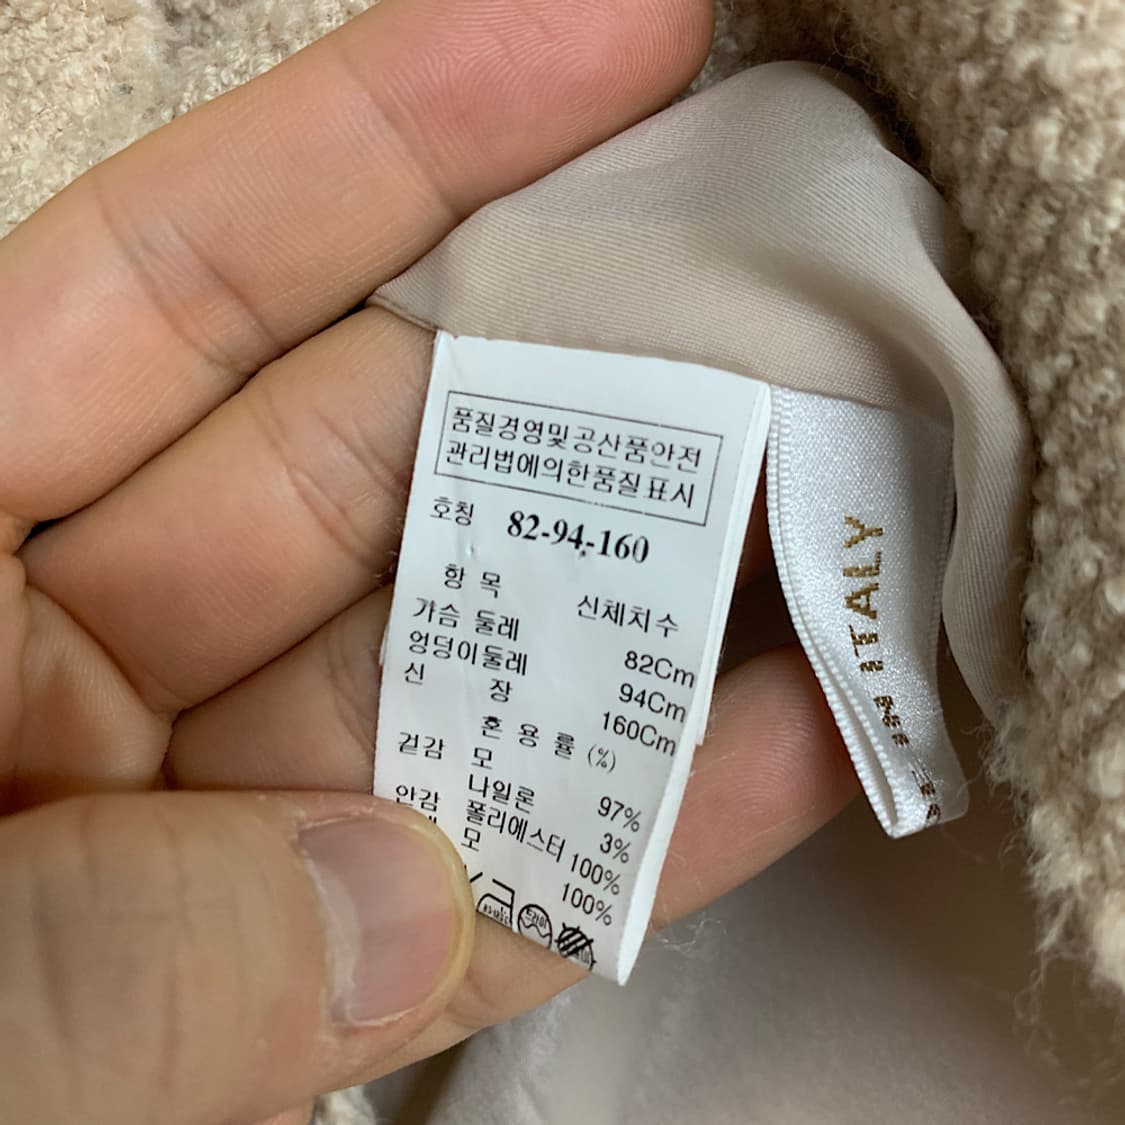 품질경영및공산품안전
관리법에의한품질표시
호칭 82-94-160
항 목 신체치수
가슴 둘레 82Cm
엉덩이둘레 94Cm
신 장 160Cm
혼 용 률 (%)
겉감 모 97%
나일론 3%
안감 폴리에스터 100%
모 100%
드라이
ITALY